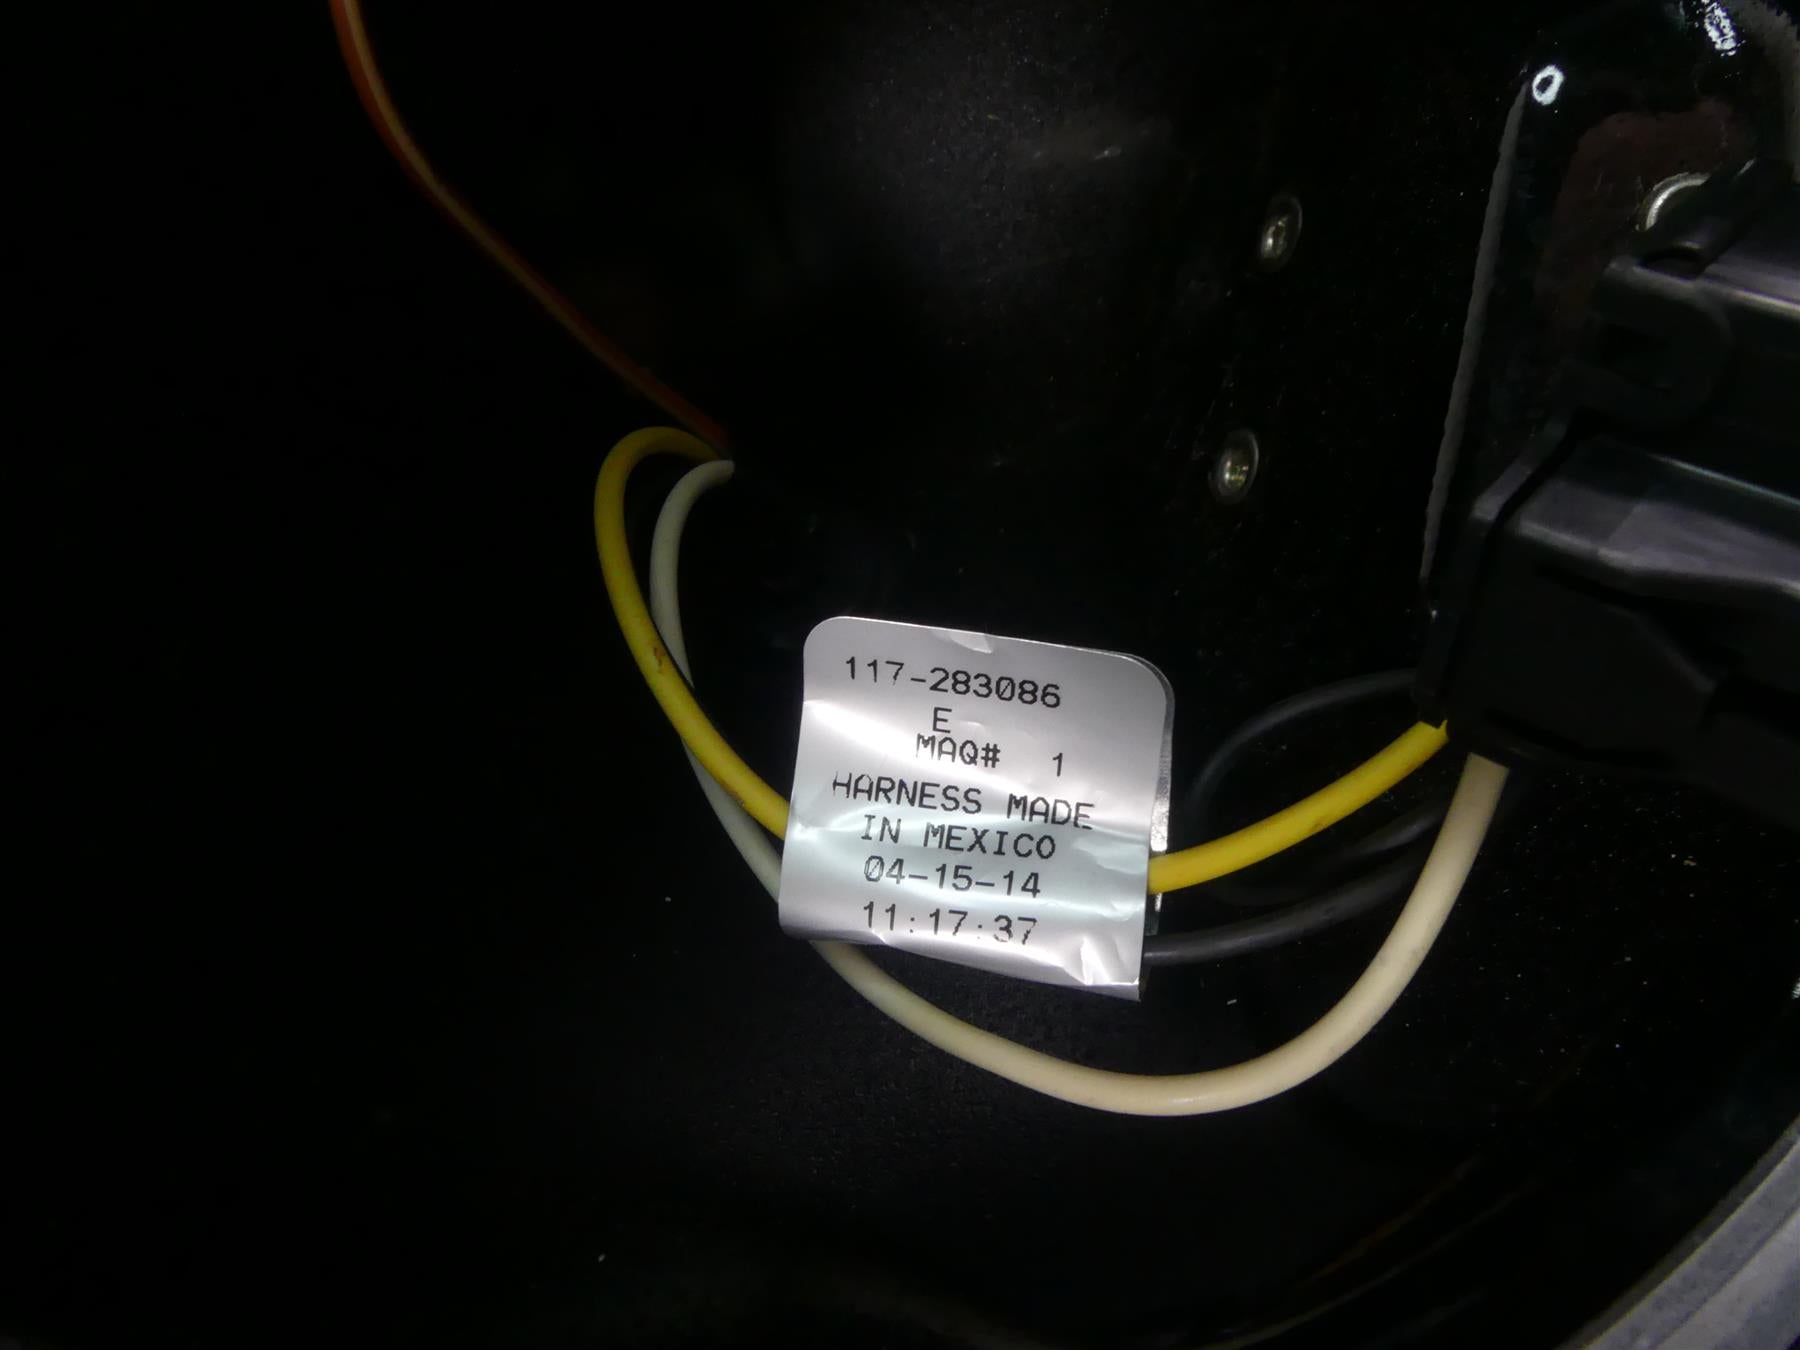 117-283086
E
MAQ# 1
HARNESS MADE
IN MEXICO
04-15-14
11:17:37